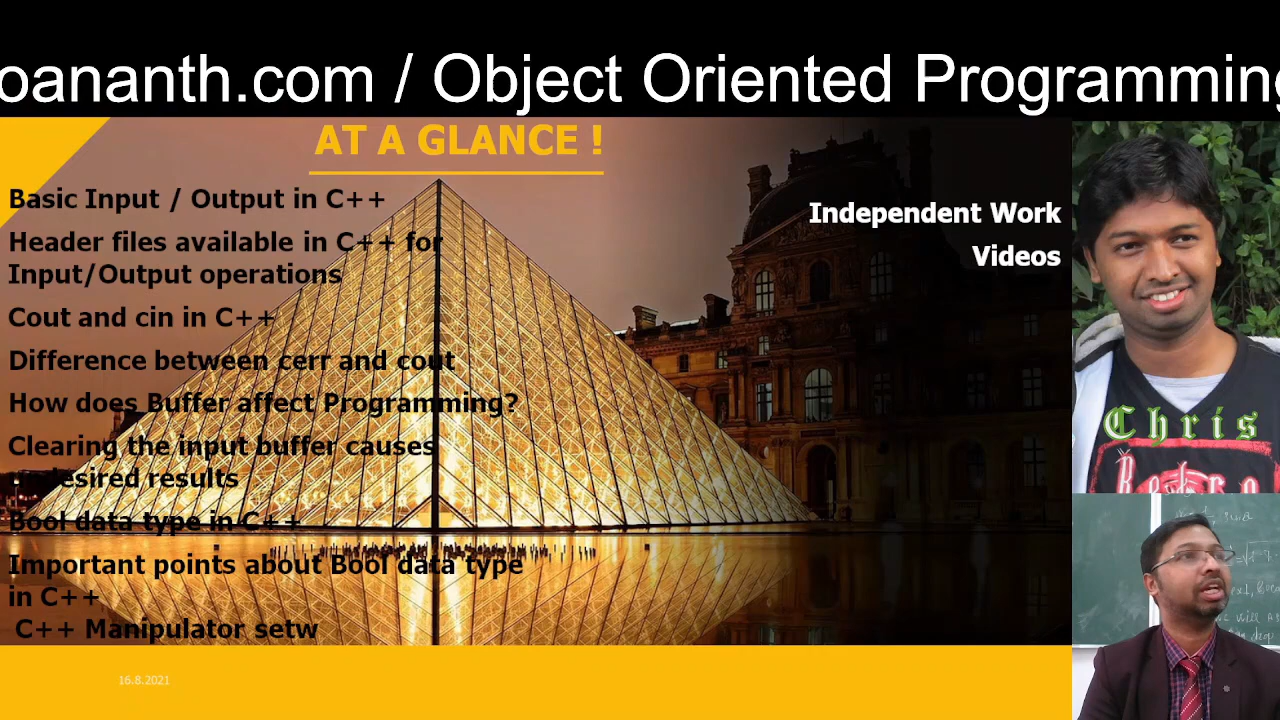 oananth.com / Object Oriented Programming
AT A GLANCE !
Basic Input / Output in C++
Header files available in C++ for
Input/Output operations
Cout and cin in C++
Difference between cerr and cout
How does Buffer affect Programming?
Clearing the input buffer causes
undesired results
Bool data type in C++
Important points about Bool data type
in C++
C++ Manipulator setw
Independent Work
Videos
16.8.2021
Chris